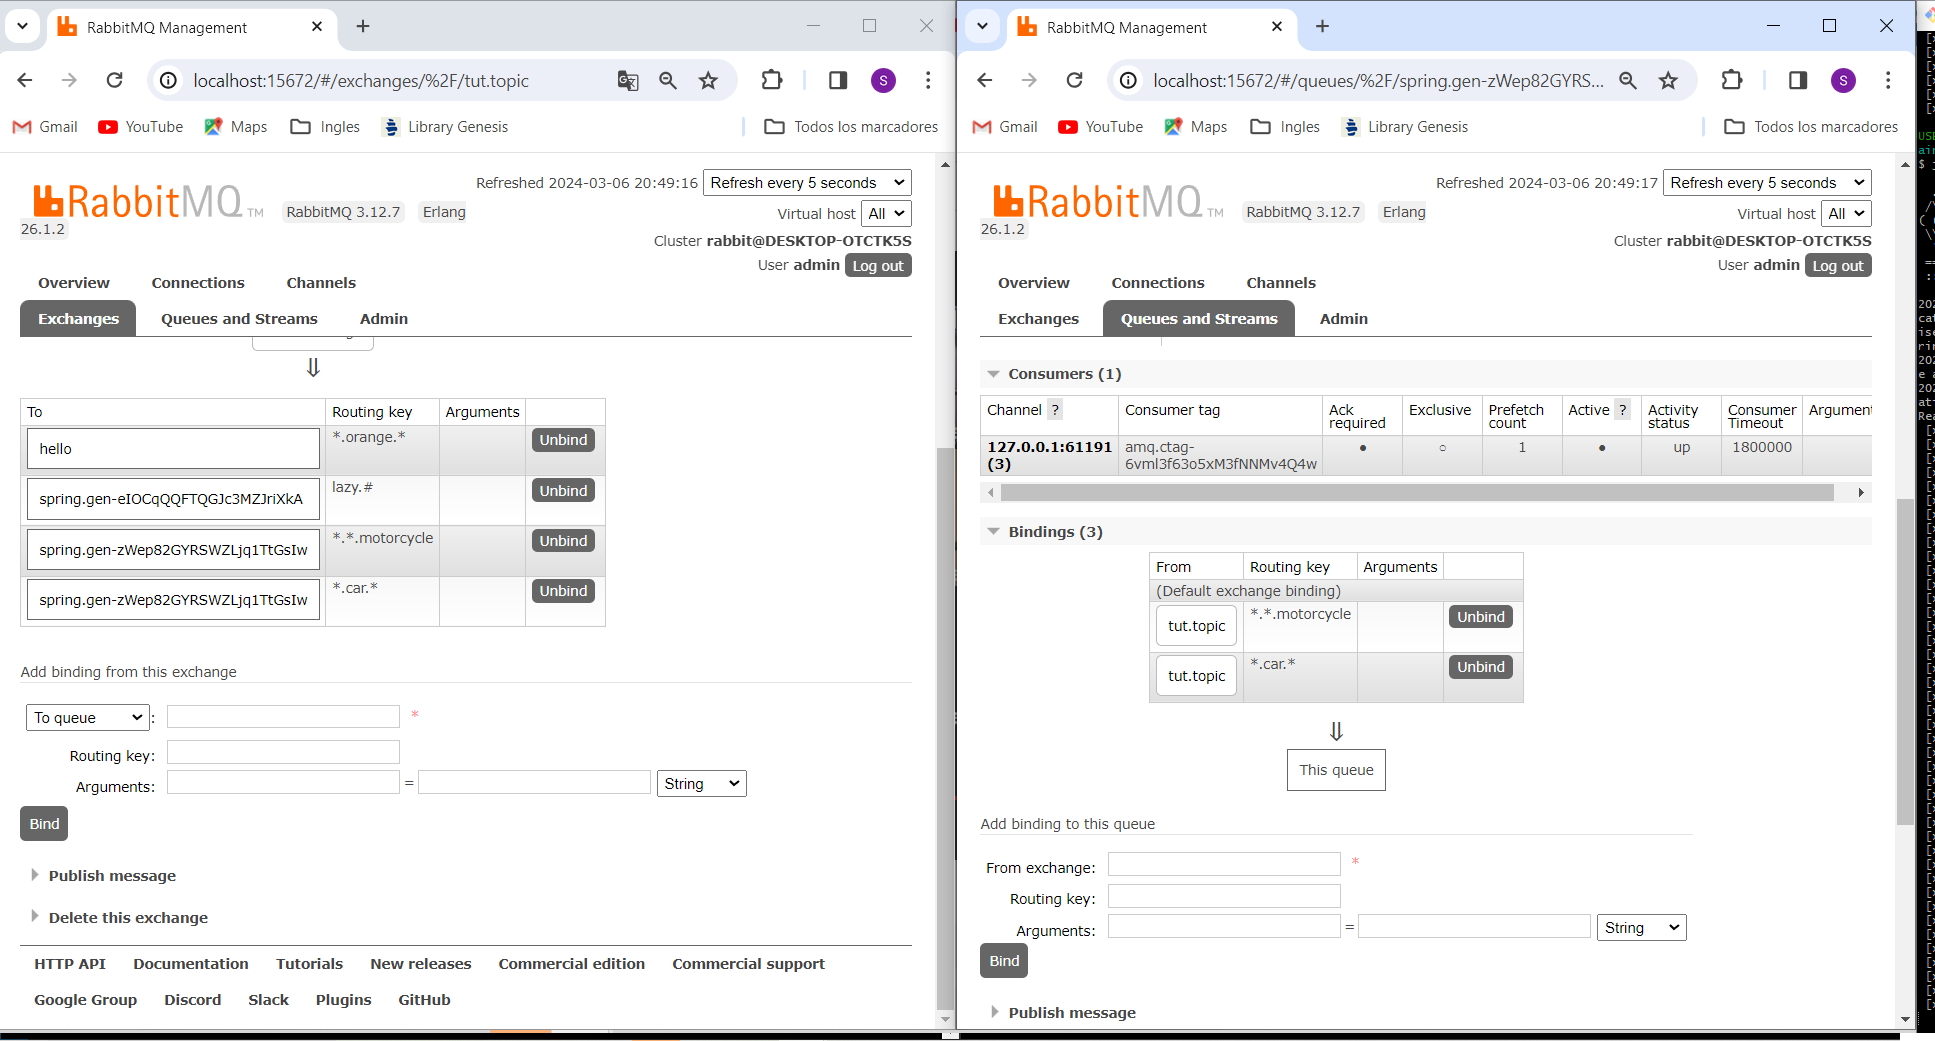 RabbitMQ Management
localhost:15672/#/exchanges/%2F/tut.topic
S
Gmail YouTube Maps Ingles Library Genesis Todos los marcadores
RabbitMQ TM RabbitMQ 3.12.7 Erlang
26.1.2
Refreshed 2024-03-06 20:49:16 Refresh every 5 seconds
Virtual host All
Cluster rabbit@DESKTOP-OTCTK5S
User admin Log out
Overview Connections Channels
Exchanges Queues and Streams Admin
⇓
To Routing key Arguments
hello *.orange.* Unbind
spring.gen-eIOCqQQFTQGJc3MZJriXkA lazy.# Unbind
spring.gen-zWep82GYRSWZLjq1TtGsIw *.*.motorcycle Unbind
spring.gen-zWep82GYRSWZLjq1TtGsIw *.car.* Unbind
Add binding from this exchange
To queue : *
Routing key:
Arguments: = String
Bind
Publish message
Delete this exchange
HTTP API Documentation Tutorials New releases Commercial edition Commercial support
Google Group Discord Slack Plugins GitHub
RabbitMQ Management
localhost:15672/#/queues/%2F/spring.gen-zWep82GYRS...
S
Gmail YouTube Maps Ingles Library Genesis Todos los marcadores
RabbitMQ TM RabbitMQ 3.12.7 Erlang
26.1.2
Refreshed 2024-03-06 20:49:17 Refresh every 5 seconds
Virtual host All
Cluster rabbit@DESKTOP-OTCTK5S
User admin Log out
Overview Connections Channels
Exchanges Queues and Streams Admin
Consumers (1)
Channel ? Consumer tag Ack required Exclusive Prefetch count Active ? Activity status Consumer Timeout Argument
127.0.0.1:61191 (3) amq.ctag-6vml3f63o5xM3fNNMv4Q4w ● ○ 1 ● up 1800000
Bindings (3)
From Routing key Arguments
(Default exchange binding)
tut.topic *.*.motorcycle Unbind
tut.topic *.car.* Unbind
⇓
This queue
Add binding to this queue
From exchange: *
Routing key:
Arguments: = String
Bind
Publish message